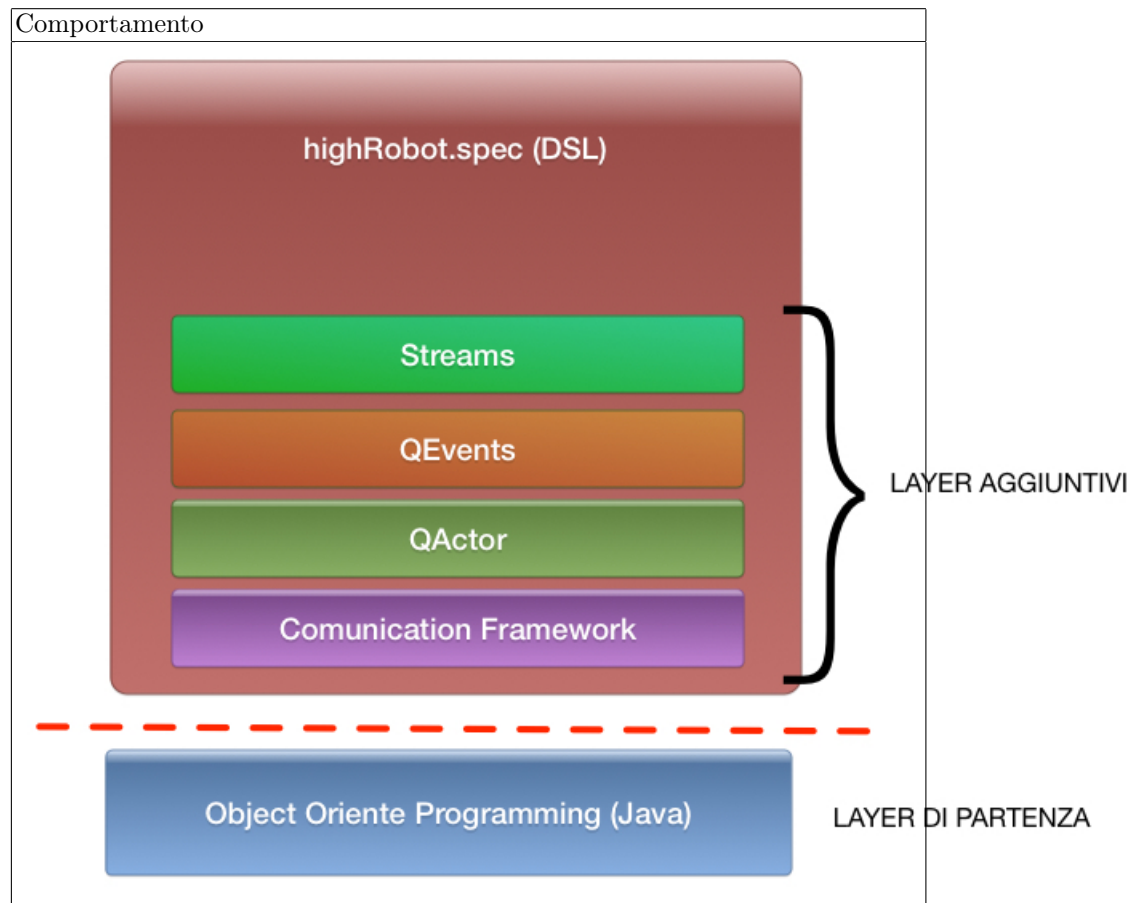 Comportamento
highRobot.spec (DSL)
Streams
QEvents
LAYER AGGIUNTIVI
QActor
Comunication Framework
Object Oriente Programming (Java)
LAYER DI PARTENZA